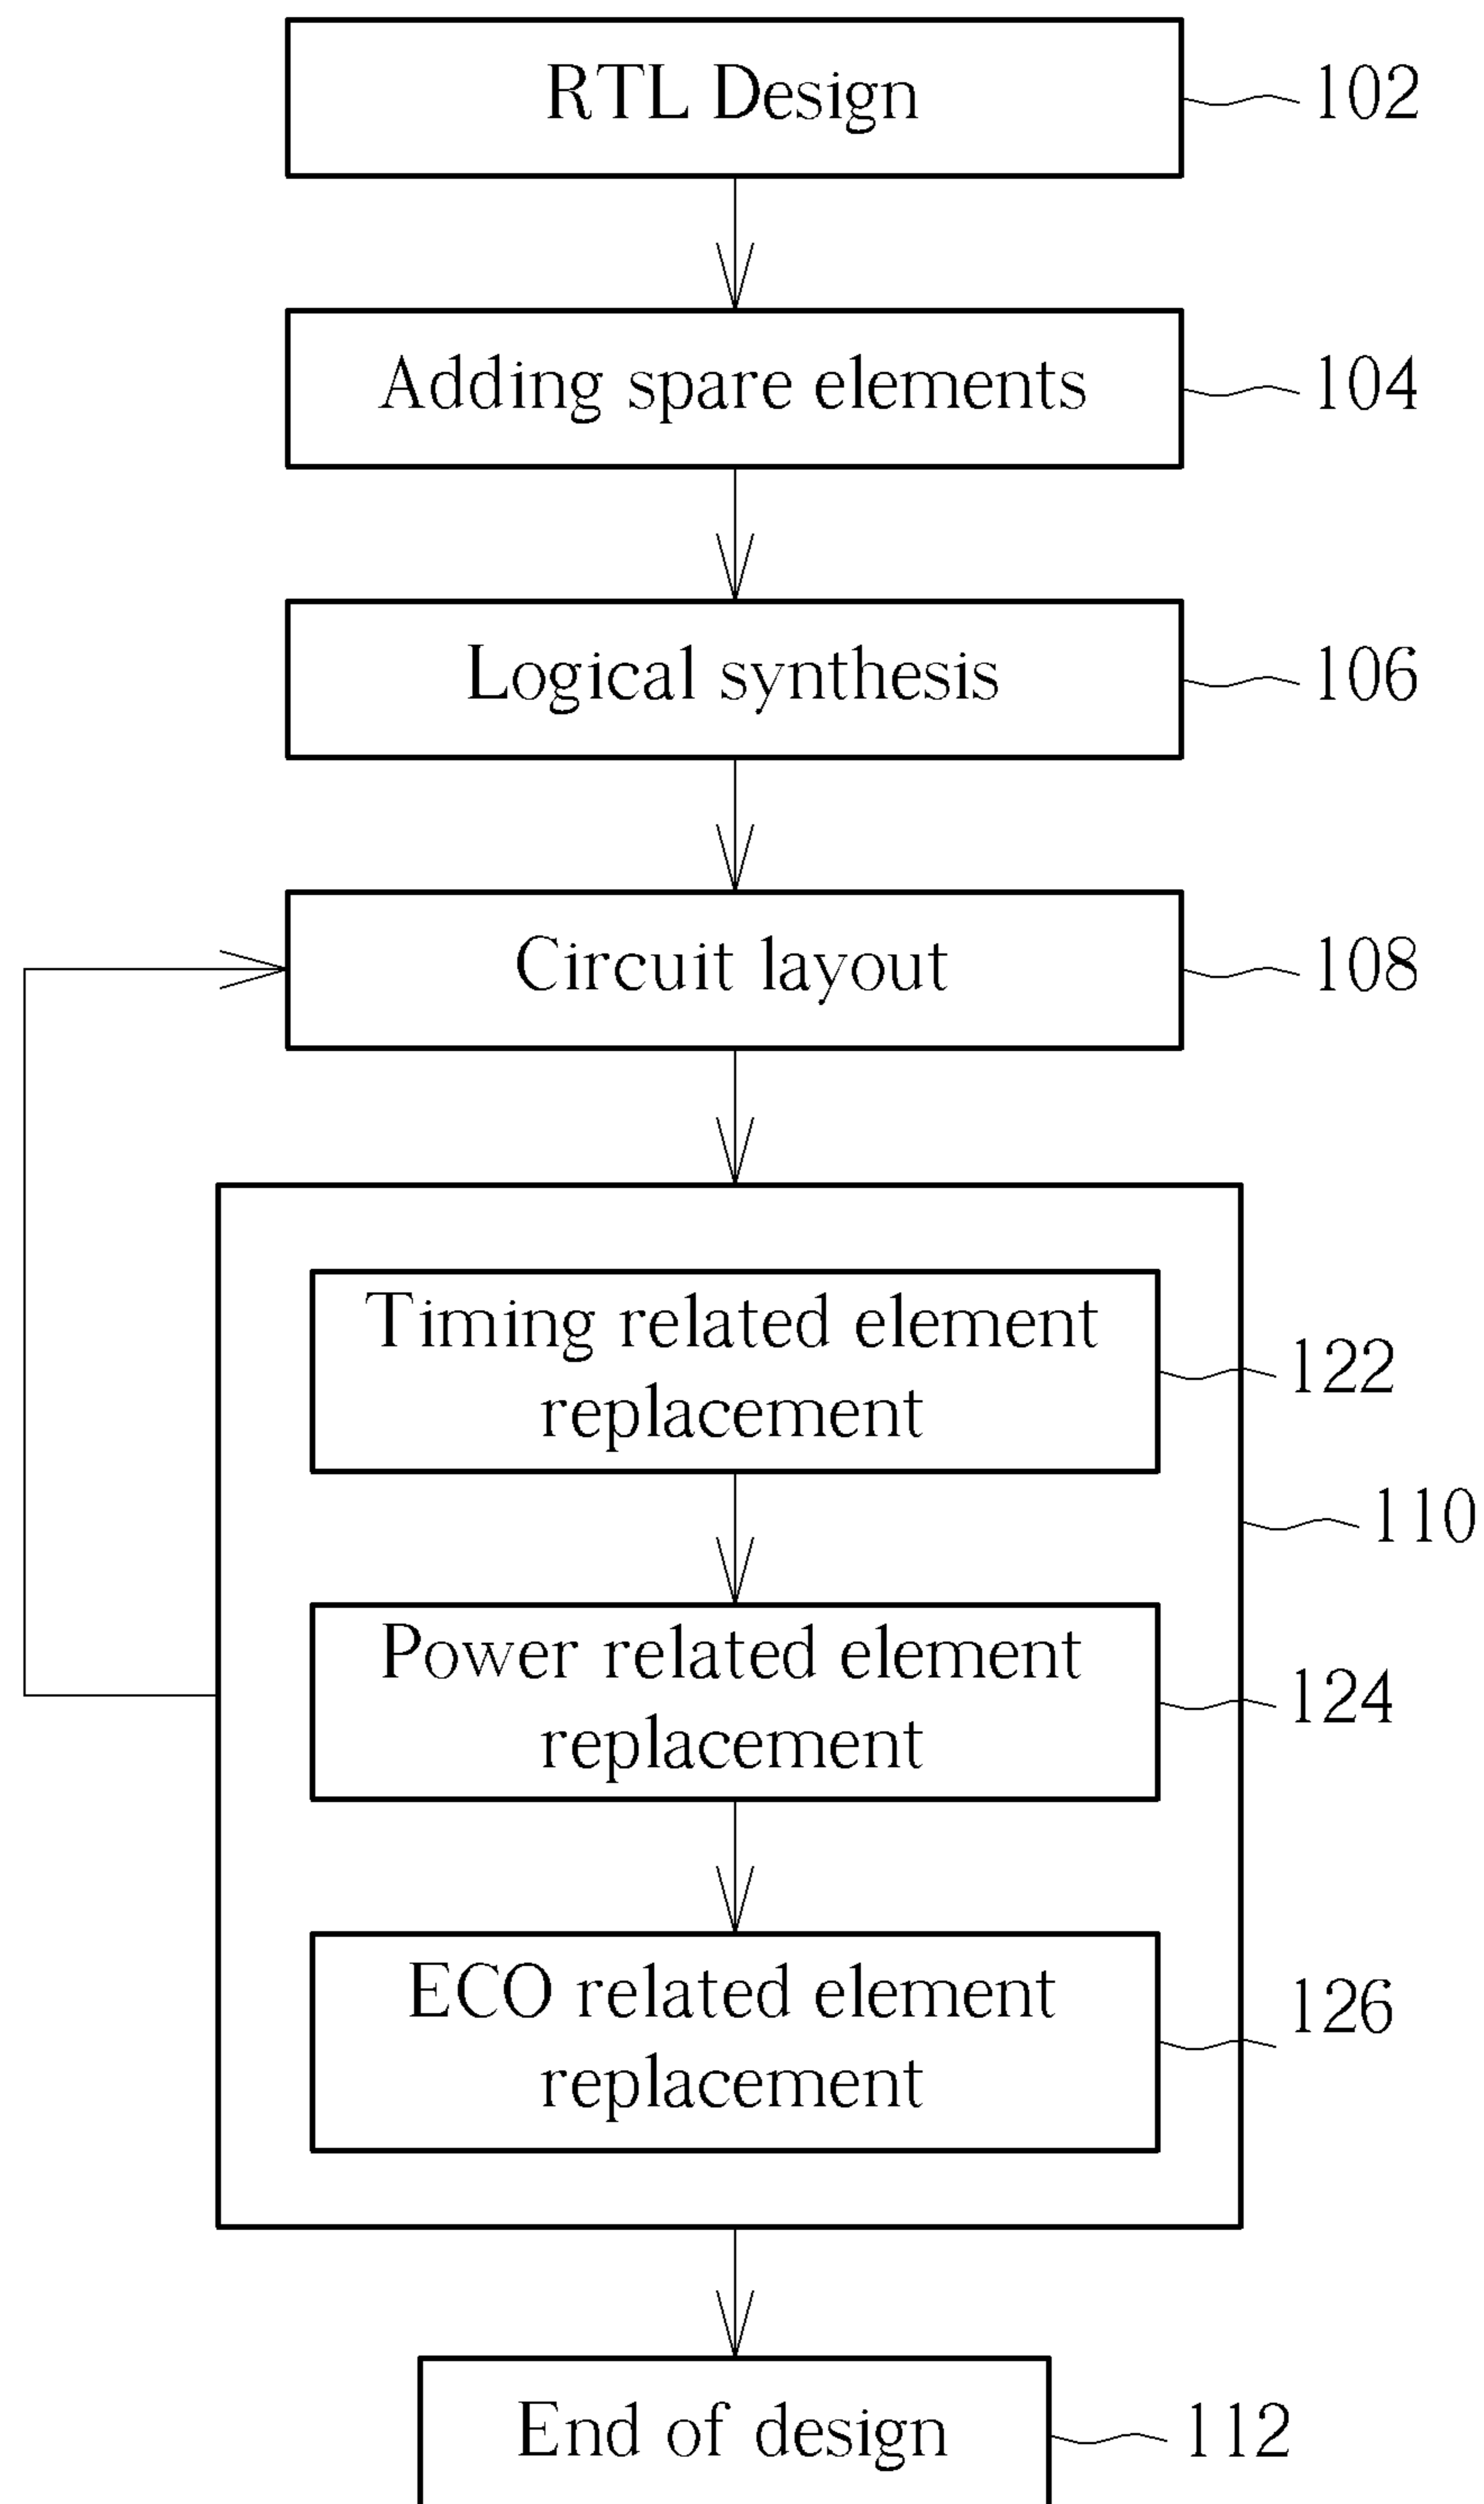 RTL Design
102
Adding spare elements
104
Logical synthesis
106
Circuit layout
108
Timing related element
replacement
122
110
Power related element
replacement
124
ECO related element
replacement
126
End of design
112